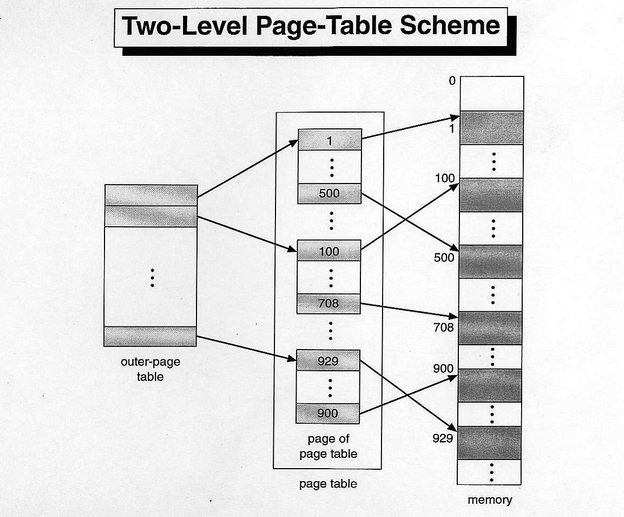 Two-Level Page-Table Scheme
0
1
1
100
500
500
100
708
708
900
929
900
929
outer-page
table
page of
page table
page table
memory